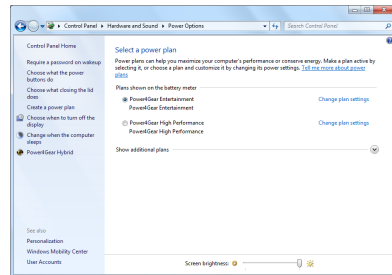 Control Panel ▸ Hardware and Sound ▸ Power Options
Search Control Panel
Control Panel Home
Require a password on wakeup
Choose what the power
buttons do
Choose what closing the lid
does
Create a power plan
Choose when to turn off the
display
Change when the computer
sleeps
Power4Gear Hybrid
Select a power plan
Power plans can help you maximize your computer's performance or conserve energy. Make a plan active by
selecting it, or choose a plan and customize it by changing its power settings. Tell me more about power
plans
Plans shown on the battery meter
Power4Gear Entertainment Change plan settings
Power4Gear Entertainment
Power4Gear High Performance Change plan settings
Power4Gear High Performance
Show additional plans
See also
Personalization
Windows Mobility Center
User Accounts
Screen brightness: